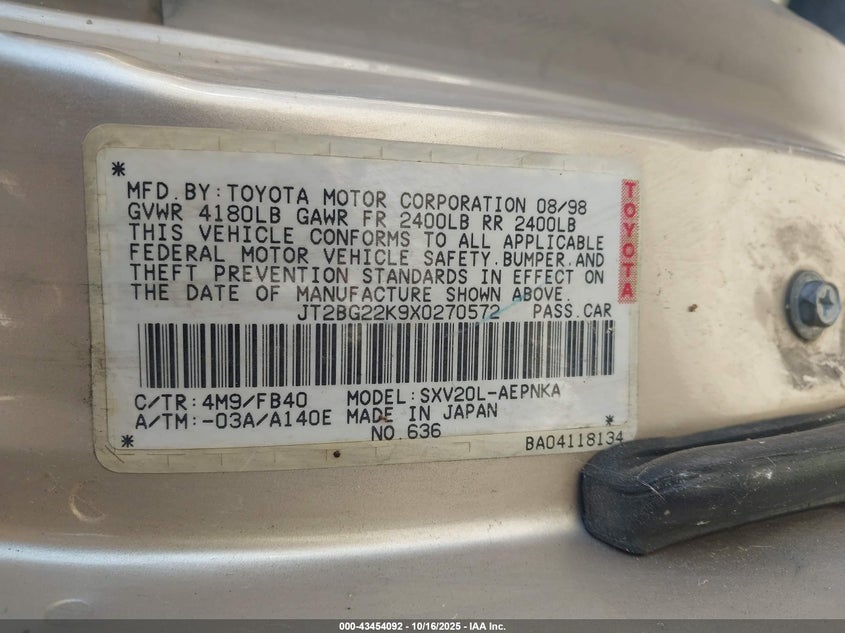 *
MFD.BY:TOYOTA MOTOR CORPORATION 08/98
GVWR 4180LB GAWR FR 2400LB RR 2400LB
THIS VEHICLE CONFORMS TO ALL APPLICABLE
FEDERAL MOTOR VEHICLE SAFETY,BUMPER,AND
THEFT PREVENTION STANDARDS IN EFFECT ON
THE DATE OF MANUFACTURE SHOWN ABOVE.
JT2BG22K9X0270572 PASS.CAR
TOYOTA
C/TR:4M9/FB40 MODEL:SXV20L-AEPNKA
A/TM:-03A/A140E MADE IN JAPAN *
* NO.636 BA04118134
000-43454092 - 10/16/2025 - IAA Inc.